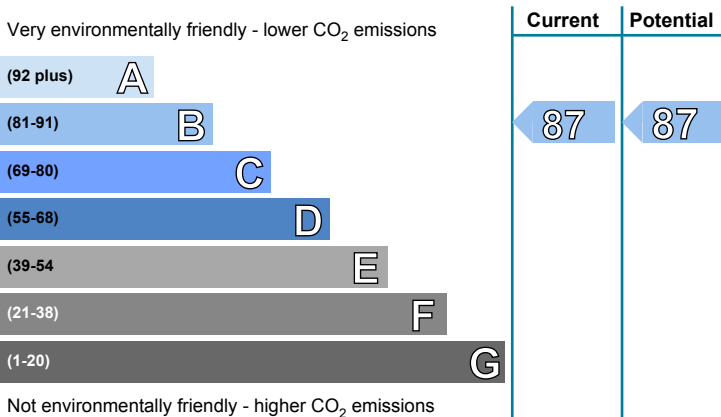 Very environmentally friendly - lower CO₂ emissions
Current Potential
(92 plus) A
(81-91) B 87 87
(69-80) C
(55-68) D
(39-54 E
(21-38) F
(1-20) G
Not environmentally friendly - higher CO₂ emissions